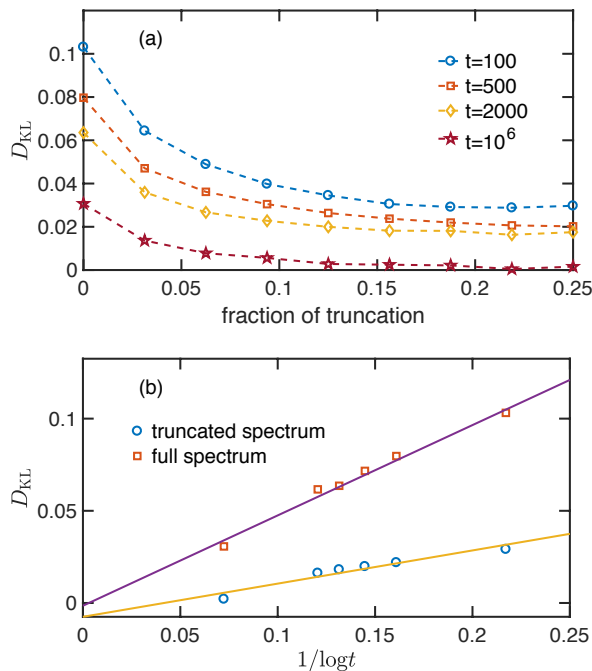 (a)
0.1
0.08
0.06
0.04
0.02
0
D_KL
t=100
t=500
t=2000
t=10^6
0 0.05 0.1 0.15 0.2 0.25
fraction of truncation
(b)
0.1
0.05
0
D_KL
truncated spectrum
full spectrum
0 0.05 0.1 0.15 0.2 0.25
1/logt